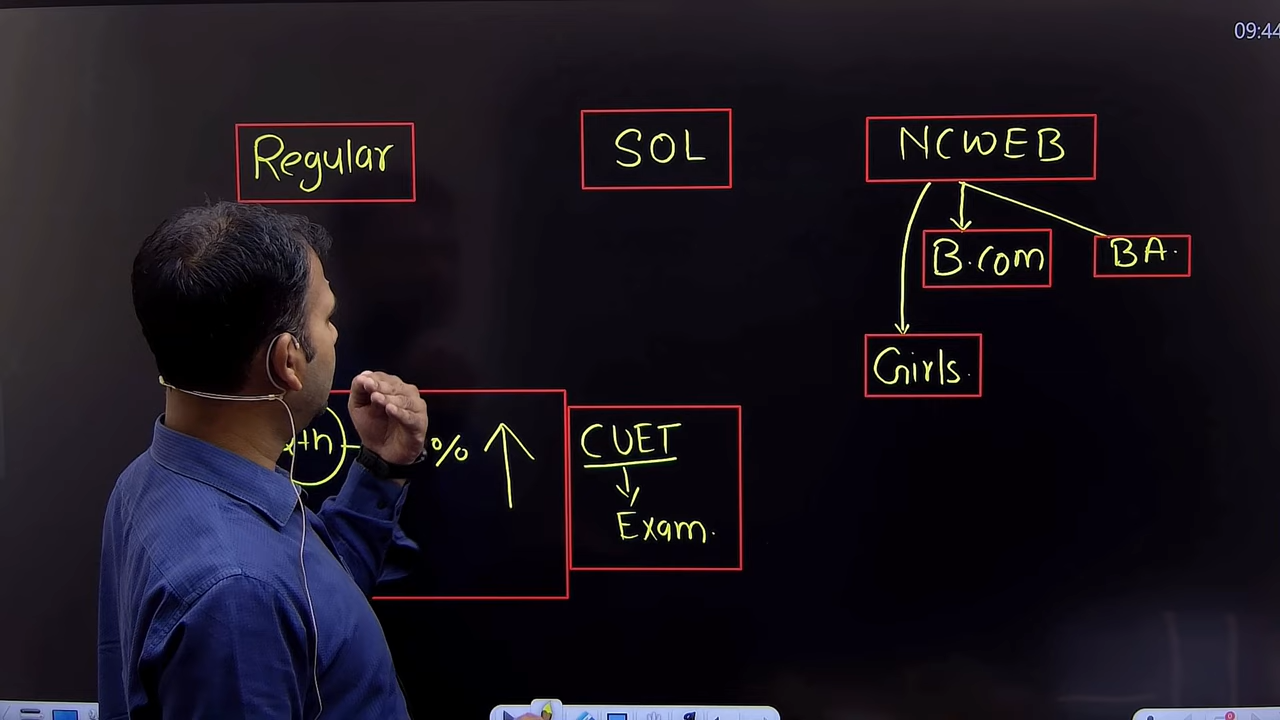 09:44
Regular
SOL
NCWEB
B.com
BA.
Girls.
%
CUET
Exam.